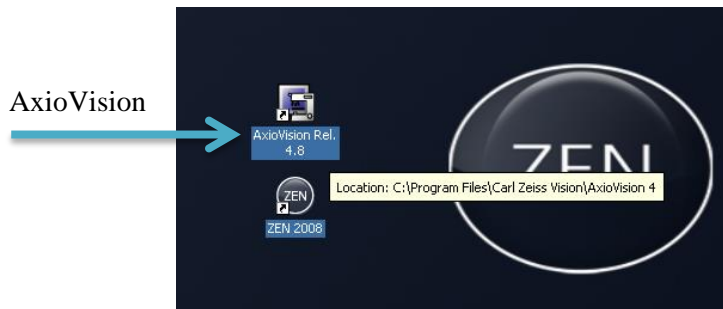 AxioVision
AxioVision Rel.
4.8
ZEN
Location: C:\Program Files\Carl Zeiss Vision\AxioVision 4
ZEN
ZEN 2008